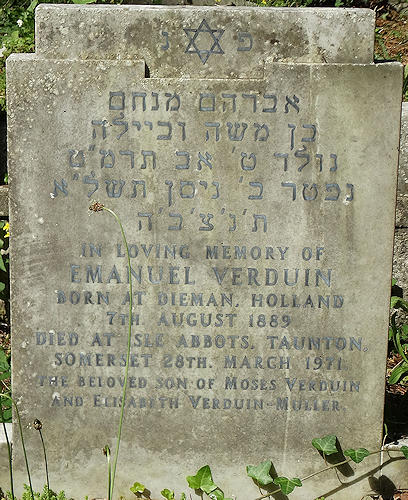 פ נ
אברהם מנחם
בן משה וביילה
נולד ט' אב תרמ"ט
נפטר ב' ניסן תשל"א
ת'נ'צ'ב'ה
IN LOVING MEMORY OF
EMANUEL VERDUIN
BORN AT DIEMAN, HOLLAND
7TH. AUGUST 1889
DIED AT ISLE ABBOTS, TAUNTON,
SOMERSET 28TH. MARCH 1971
THE BELOVED SON OF MOSES VERDUIN
AND ELISABETH VERDUIN-MULLER